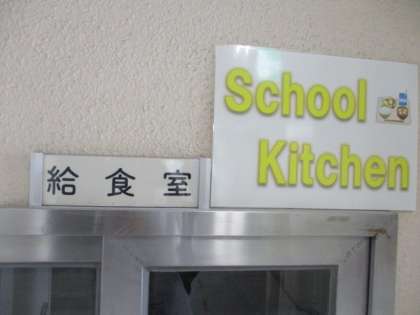 給食室
School
Kitchen